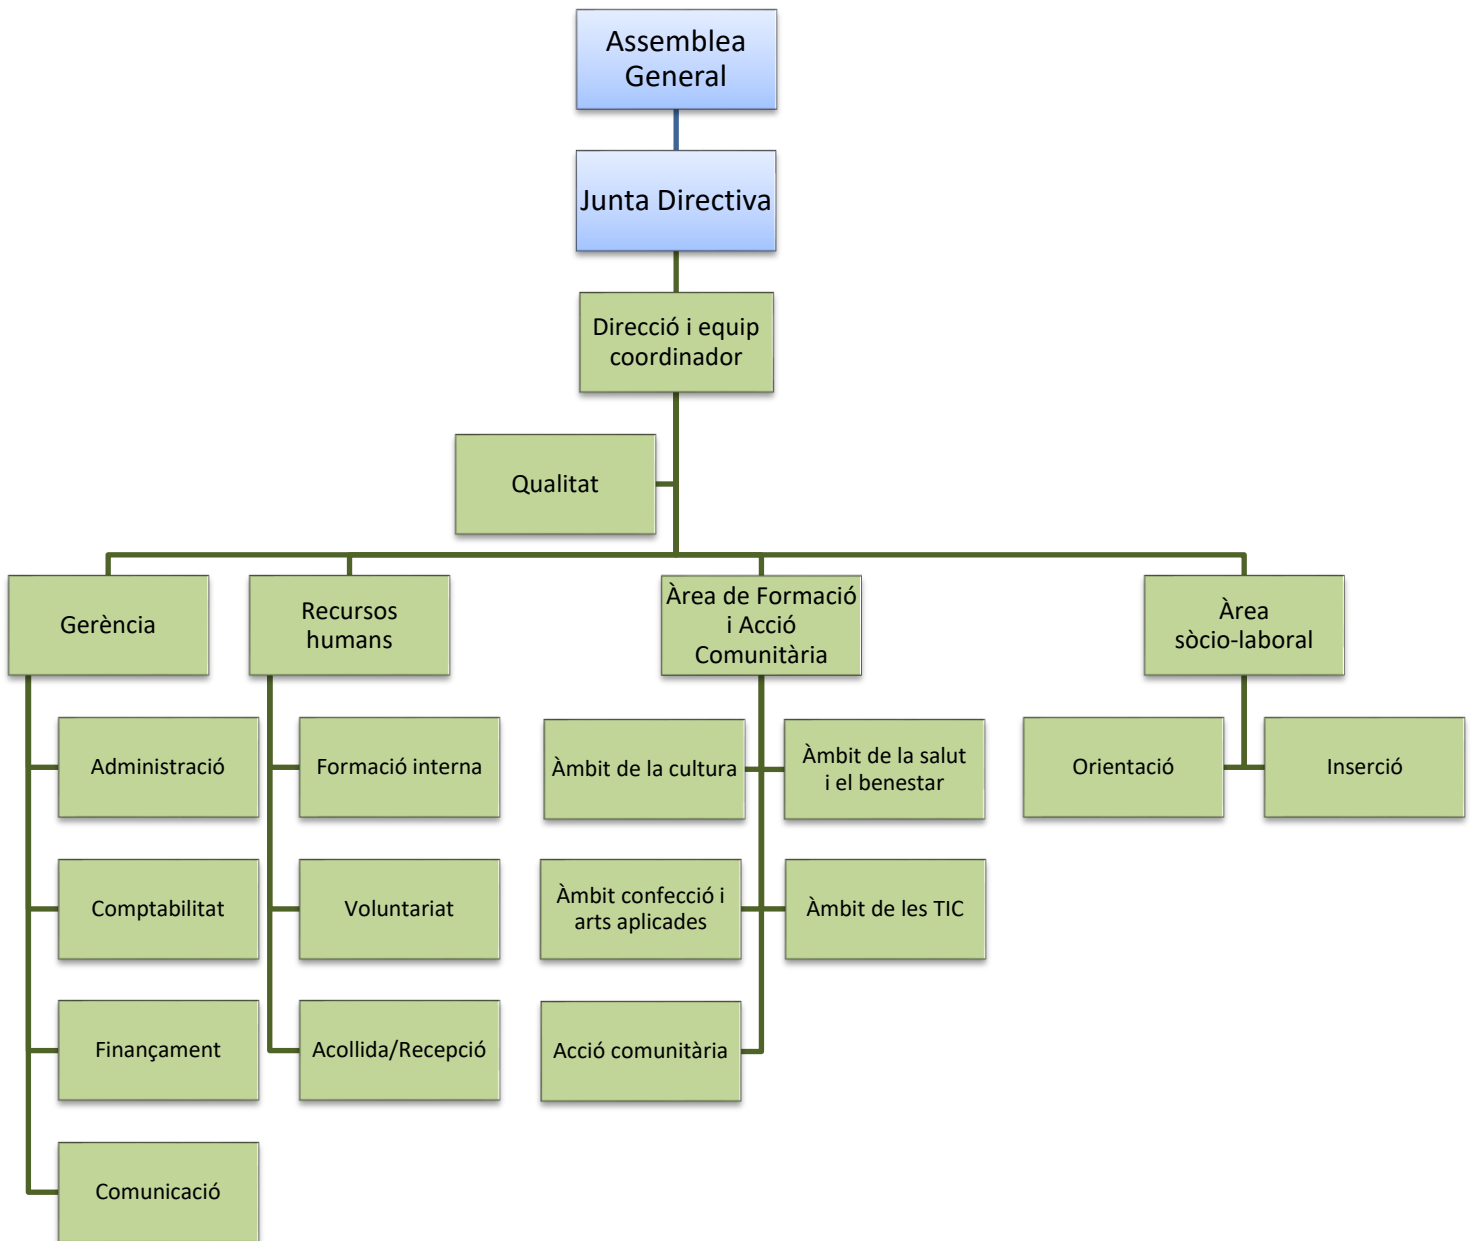 Assemblea
General
Junta Directiva
Direcció i equip
coordinador
Qualitat
Gerència
Recursos
humans
Àrea de Formació
i Acció
Comunitària
Àrea
sòcio-laboral
Administració
Formació interna
Àmbit de la cultura
Àmbit de la salut
i el benestar
Orientació
Inserció
Comptabilitat
Voluntariat
Àmbit confecció i
arts aplicades
Àmbit de les TIC
Finançament
Acollida/Recepció
Acció comunitària
Comunicació